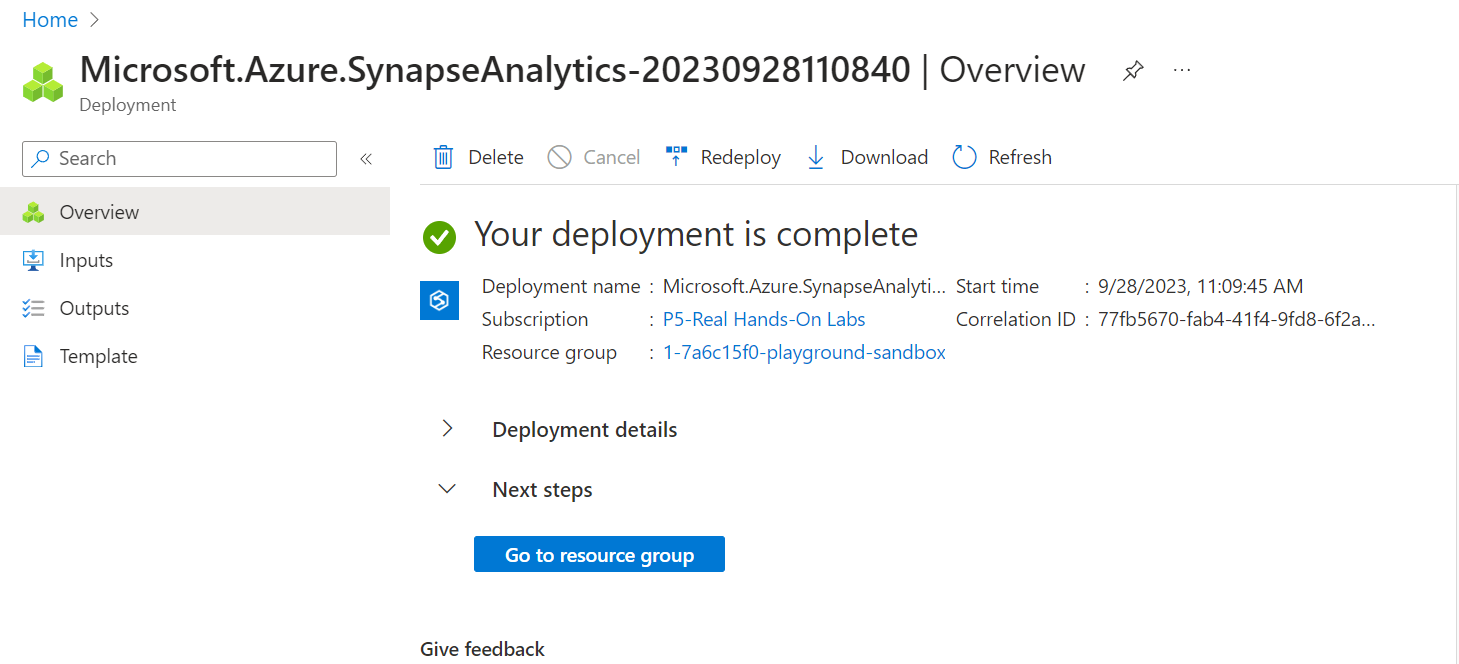 Home
Microsoft.Azure.SynapseAnalytics-20230928110840 | Overview
Deployment
Search
Overview
Inputs
Outputs
Template
Delete Cancel Redeploy Download Refresh
Your deployment is complete
Deployment name : Microsoft.Azure.SynapseAnalyti... Start time : 9/28/2023, 11:09:45 AM
Subscription : P5-Real Hands-On Labs Correlation ID : 77fb5670-fab4-41f4-9fd8-6f2a...
Resource group : 1-7a6c15f0-playground-sandbox
Deployment details
Next steps
Go to resource group
Give feedback